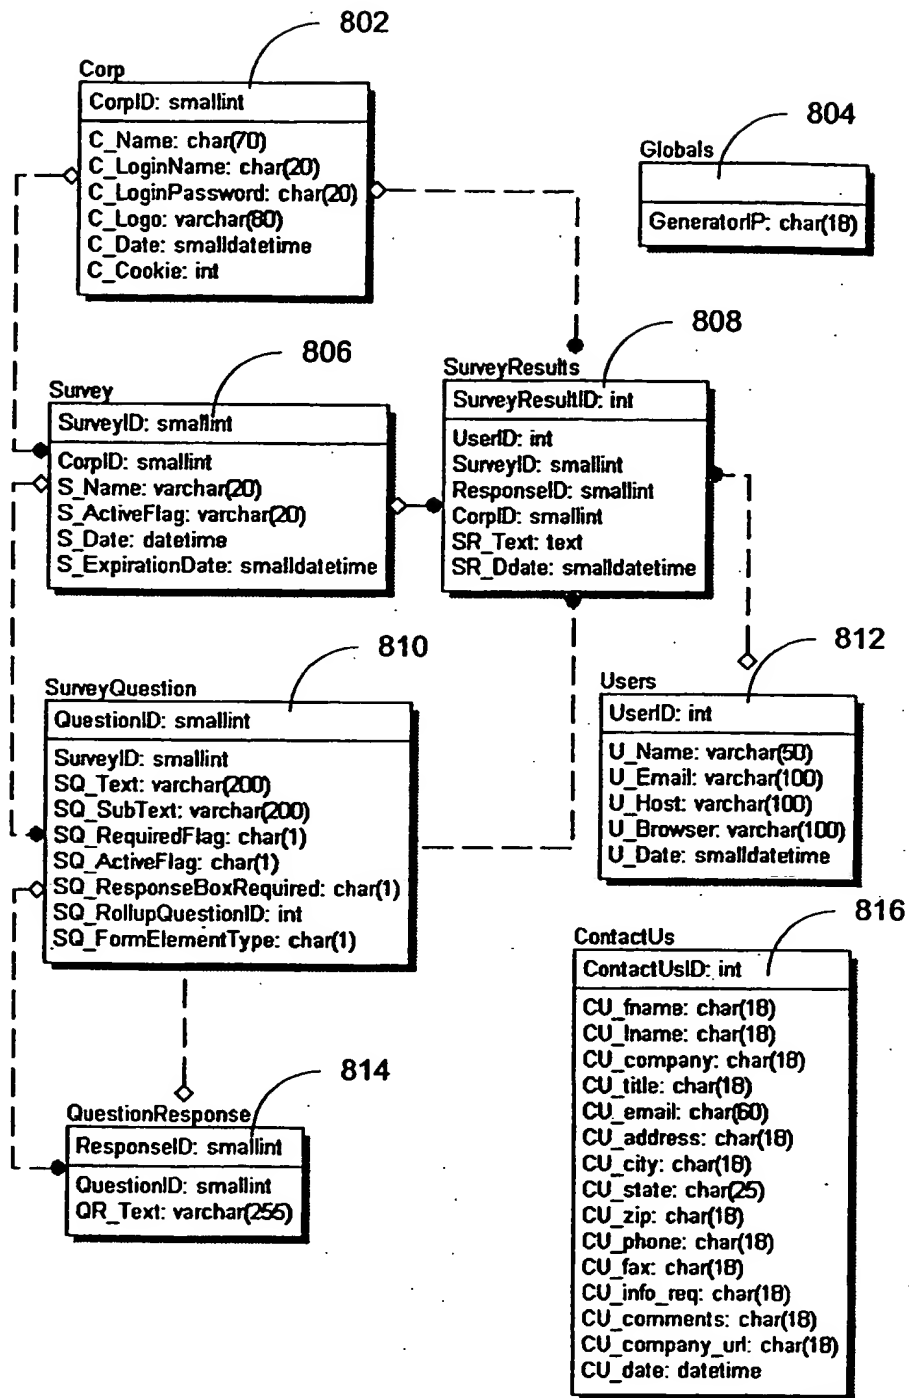 802
Corp
CorpID: smallint
C_Name: char(70)
C_LoginName: char(20)
C_LoginPassword: char(20)
C_Logo: varchar(80)
C_Date: smalldatetime
C_Cookie: int
804
Globals
GeneratorIP: char(18)
806
Survey
SurveyID: smallint
CorpID: smallint
S_Name: varchar(20)
S_ActiveFlag: varchar(20)
S_Date: datetime
S_ExpirationDate: smalldatetime
808
SurveyResults
SurveyResultID: int
UserID: int
SurveyID: smallint
ResponseID: smallint
CorpID: smallint
SR_Text: text
SR_Ddate: smalldatetime
810
SurveyQuestion
QuestionID: smallint
SurveyID: smallint
SQ_Text: varchar(200)
SQ_SubText: varchar(200)
SQ_RequiredFlag: char(1)
SQ_ActiveFlag: char(1)
SQ_ResponseBoxRequired: char(1)
SQ_RollupQuestionID: int
SQ_FormElementType: char(1)
812
Users
UserID: int
U_Name: varchar(50)
U_Email: varchar(100)
U_Host: varchar(100)
U_Browser: varchar(100)
U_Date: smalldatetime
814
QuestionResponse
ResponseID: smallint
QuestionID: smallint
QR_Text: varchar(255)
816
ContactUs
ContactUsID: int
CU_fname: char(18)
CU_lname: char(18)
CU_company: char(18)
CU_title: char(18)
CU_email: char(60)
CU_address: char(18)
CU_city: char(18)
CU_state: char(25)
CU_zip: char(18)
CU_phone: char(18)
CU_fax: char(18)
CU_info_req: char(18)
CU_comments: char(18)
CU_company_url: char(18)
CU_date: datetime